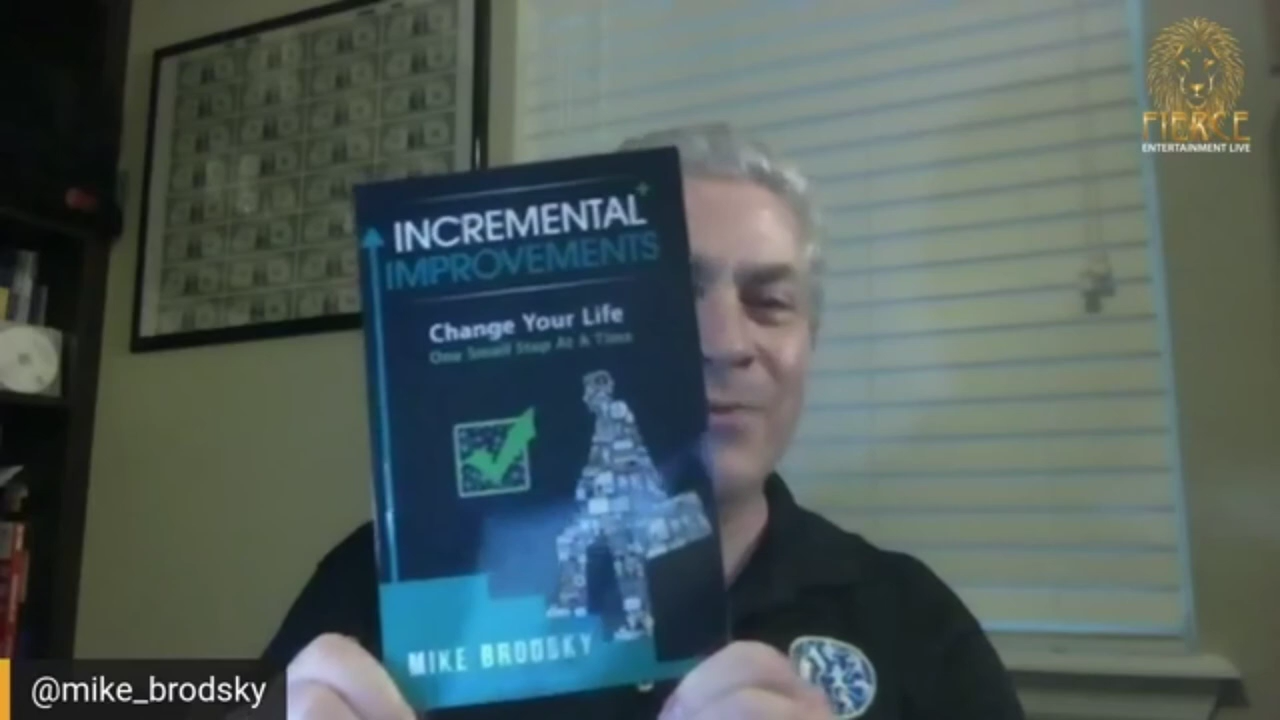 FIERCE
ENTERTAINMENT LIVE
INCREMENTAL
IMPROVEMENTS
Change Your Life
One Small Step At A Time
MIKE BRODSKY
@mike_brodsky